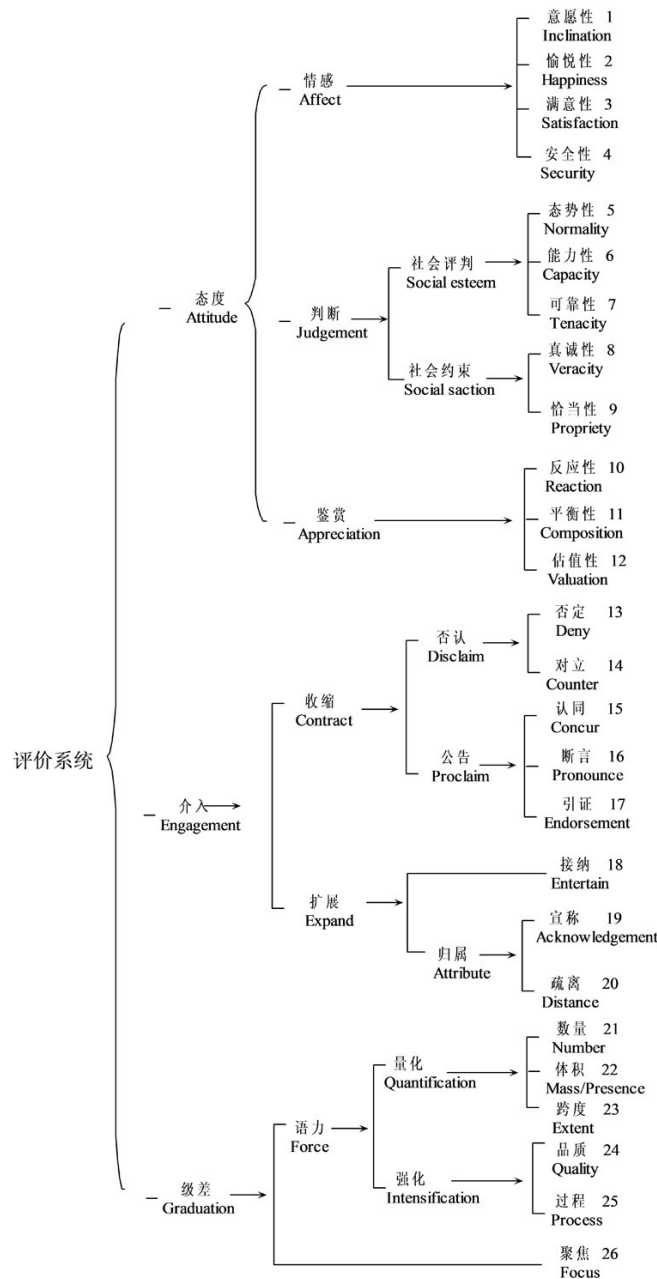 意愿性 1
Inclination
愉悦性 2
Happiness
满意性 3
Satisfaction
安全性 4
Security
情感
Affect
态势性 5
Normality
能力性 6
Capacity
可靠性 7
Tenacity
社会评判
Social esteem
态度
Attitude
判断
Judgement
真诚性 8
Veracity
恰当性 9
Propriety
社会约束
Social saction
反应性 10
Reaction
平衡性 11
Composition
估值性 12
Valuation
鉴赏
Appreciation
否定 13
Deny
对立 14
Counter
否认
Disclaim
收缩
Contract
认同 15
Concur
断言 16
Pronounce
引证 17
Endorsement
公告
Proclaim
评价系统
介入
Engagement
接纳 18
Entertain
扩展
Expand
宣称 19
Acknowledgement
疏离 20
Distance
归属
Attribute
数量 21
Number
体积 22
Mass/Presence
跨度 23
Extent
量化
Quantification
语力
Force
品质 24
Quality
过程 25
Process
强化
Intensification
级差
Graduation
聚焦 26
Focus